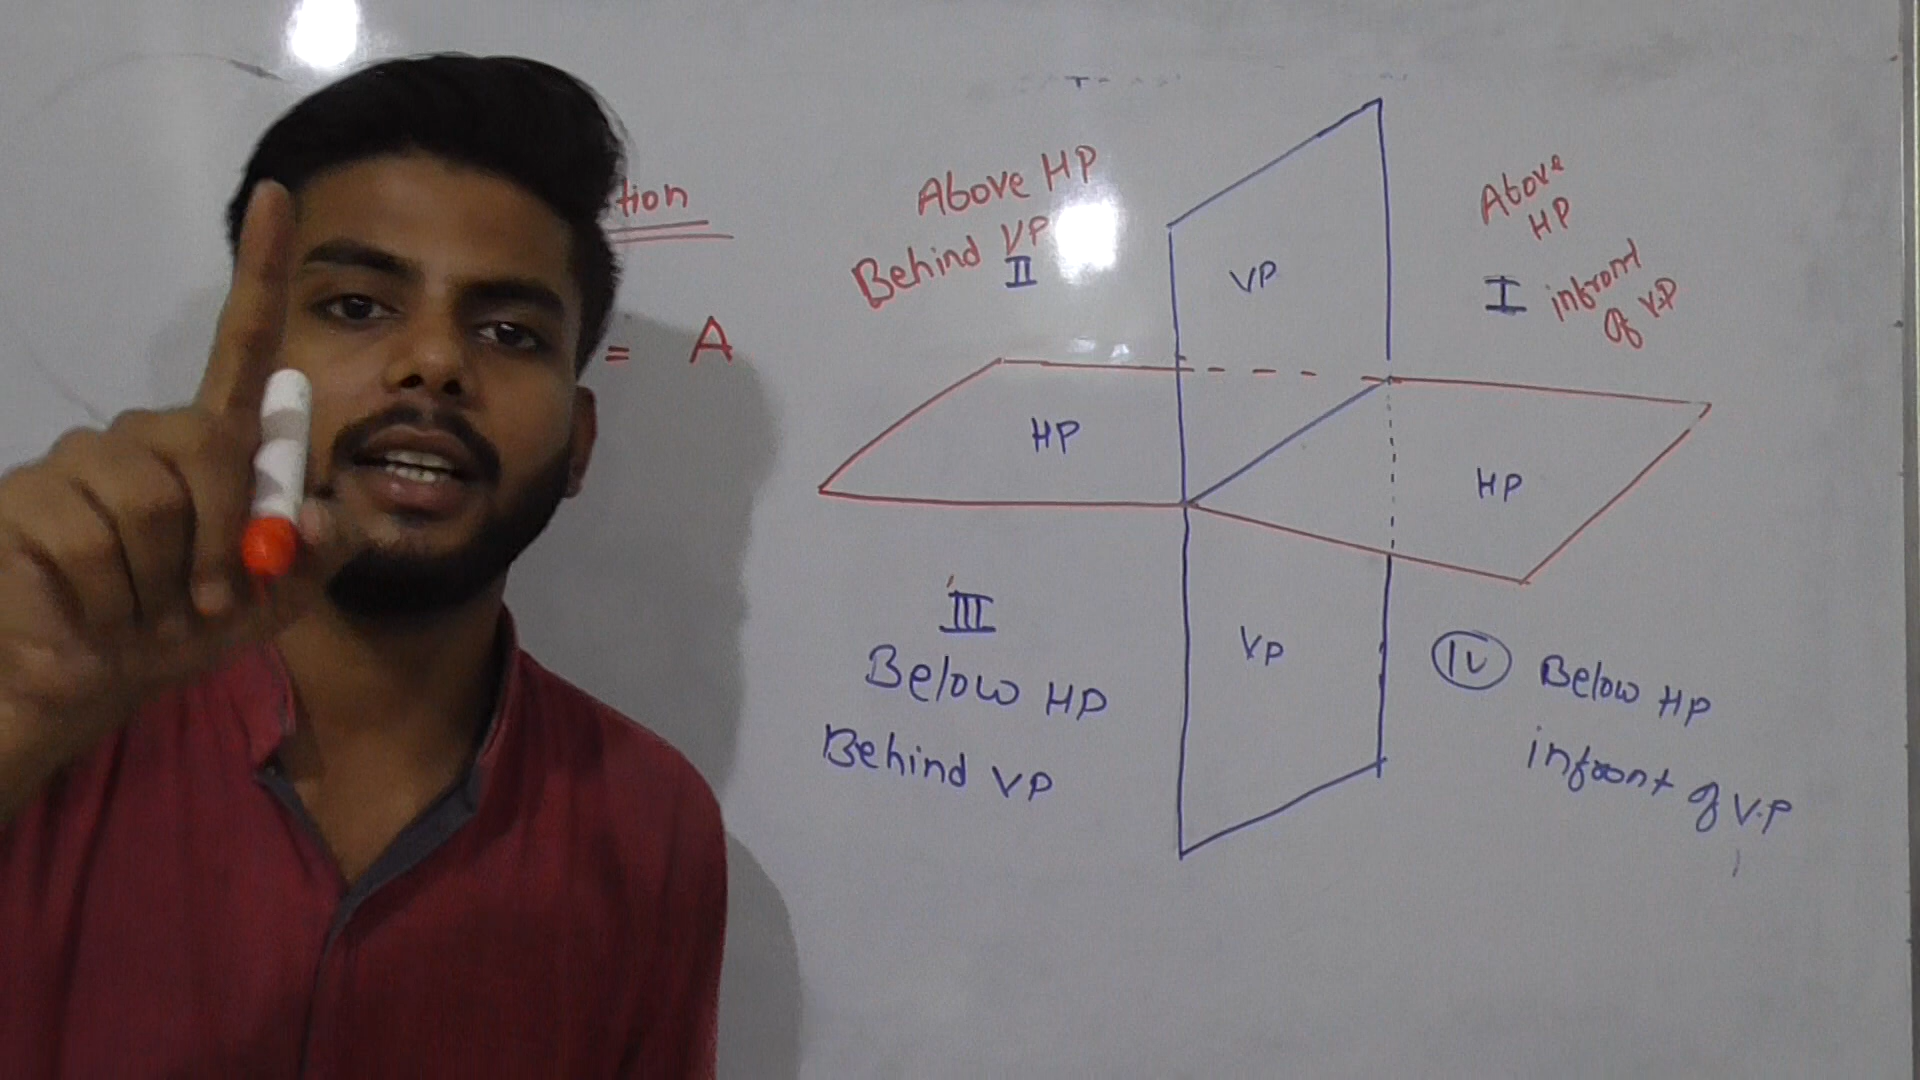 tion
= A
Above HP
Behind VP
II
VP
Above
HP
I
infront
of V.P
HP
HP
III
Below HP
Behind VP
VP
IV Below HP
infront of V.P